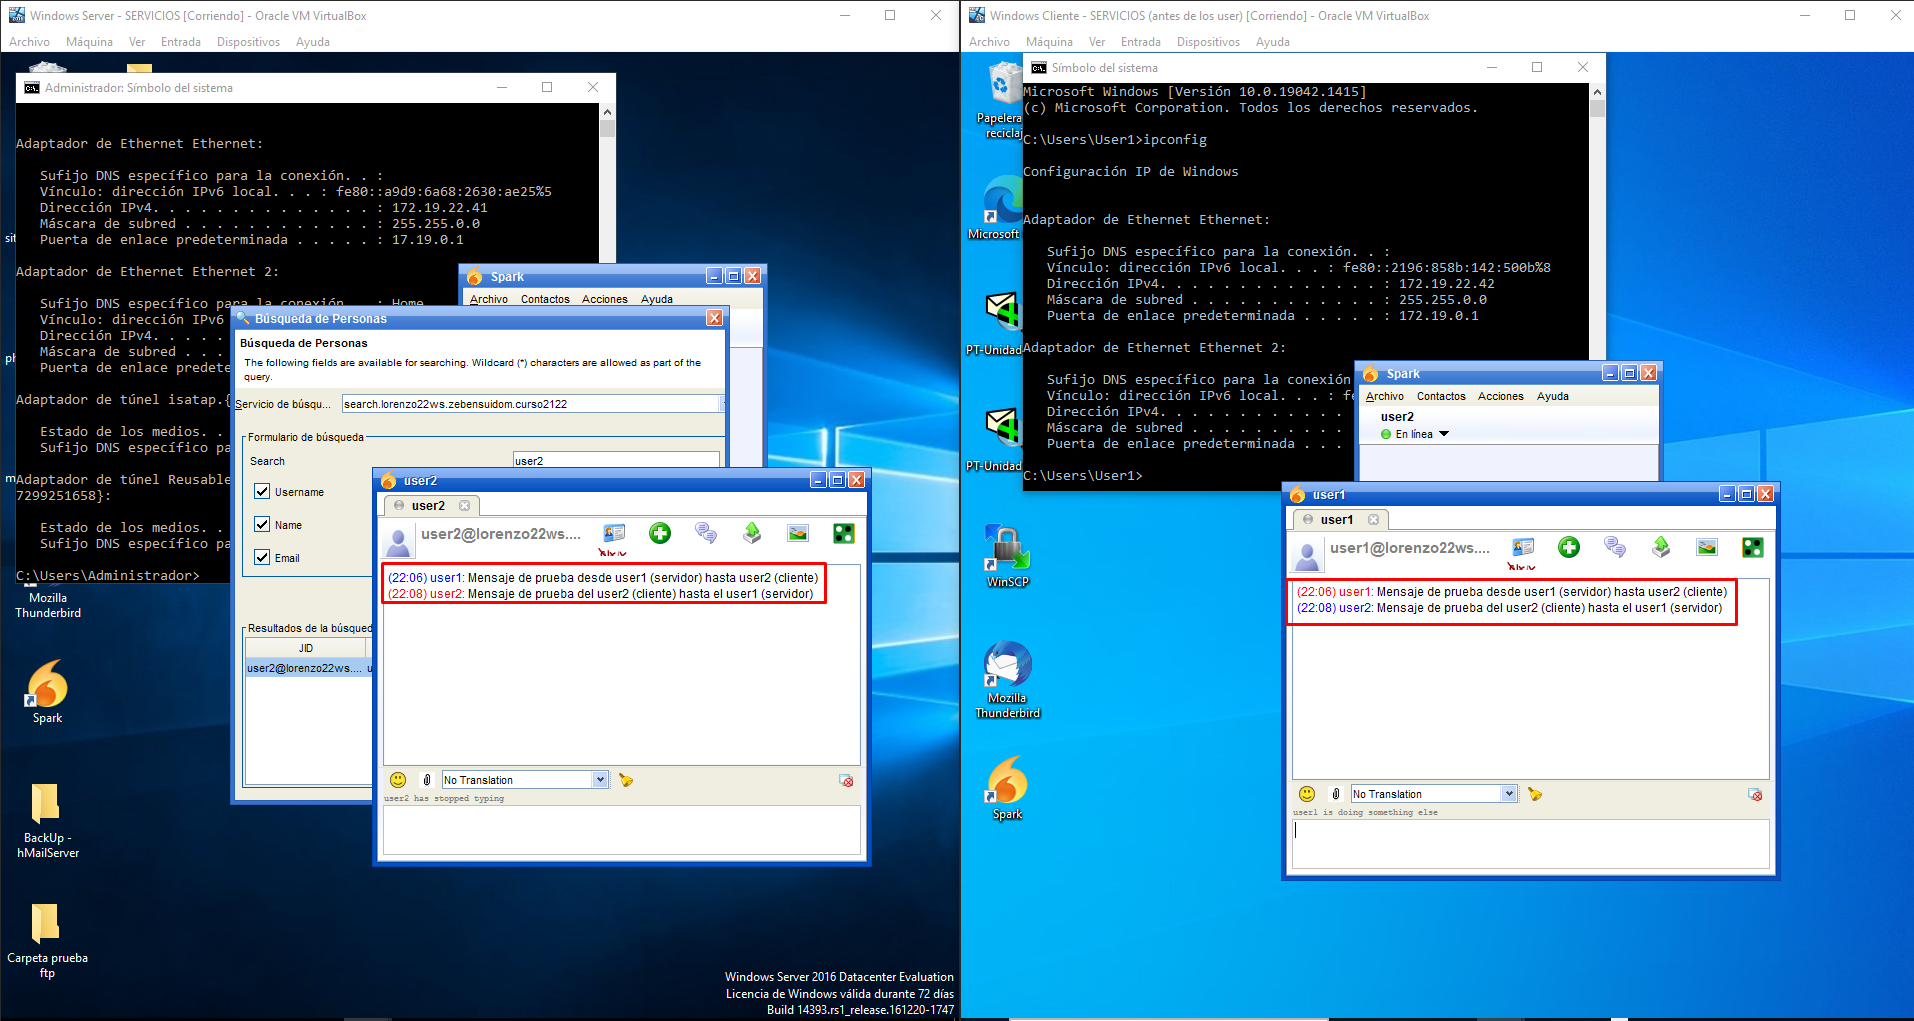 Windows Server - SERVICIOS [Corriendo] - Oracle VM VirtualBox
Archivo Máquina Ver Entrada Dispositivos Ayuda
Administrador: Símbolo del sistema
Adaptador de Ethernet Ethernet:
Sufijo DNS específico para la conexión. . :
Vínculo: dirección IPv6 local. . . : fe80::a9d9:6a68:2630:ae25%5
Dirección IPv4. . . . . . . . . . . . . . : 172.19.22.41
Máscara de subred . . . . . . . . . . . . : 255.255.0.0
Puerta de enlace predeterminada . . . . . : 17.19.0.1
Adaptador de Ethernet Ethernet 2:
Sufijo DNS específico para la conexión. . : Home
Vínculo: dirección IPv6
Dirección IPv4. . . .
Máscara de subred . . .
Puerta de enlace predete
Adaptador de túnel isatap.{
Estado de los medios. . .
Sufijo DNS específico pa
Adaptador de túnel Reusable
7299251658}:
Estado de los medios. . .
Sufijo DNS específico pa
C:\Users\Administrador>
Spark
Archivo Contactos Acciones Ayuda
Búsqueda de Personas
Búsqueda de Personas
The following fields are available for searching. Wildcard (*) characters are allowed as part of the
query.
Servicio de búsqu... search.lorenzo22ws.zebensuidom.curso2122
Formulario de búsqueda
Search user2
Username
Name
Email
Resultados de la búsqued
JID
user2@lorenzo22ws.... u
user2
user2
user2@lorenzo22ws....
(22:06) user1: Mensaje de prueba desde user1 (servidor) hasta user2 (cliente)
(22:08) user2: Mensaje de prueba del user2 (cliente) hasta el user1 (servidor)
No Translation
user2 has stopped typing
sit
ph
m
Mozilla
Thunderbird
Spark
BackUp -
hMailServer
Carpeta prueba
ftp
Windows Server 2016 Datacenter Evaluation
Licencia de Windows válida durante 72 días
Build 14393.rs1_release.161220-1747
Windows Cliente - SERVICIOS (antes de los user) [Corriendo] - Oracle VM VirtualBox
Archivo Máquina Ver Entrada Dispositivos Ayuda
Símbolo del sistema
Microsoft Windows [Versión 10.0.19042.1415]
(c) Microsoft Corporation. Todos los derechos reservados.
C:\Users\User1>ipconfig
Configuración IP de Windows
Adaptador de Ethernet Ethernet:
Sufijo DNS específico para la conexión. . :
Vínculo: dirección IPv6 local. . . : fe80::2196:858b:142:500b%8
Dirección IPv4. . . . . . . . . . . . . . : 172.19.22.42
Máscara de subred . . . . . . . . . . . . : 255.255.0.0
Puerta de enlace predeterminada . . . . . : 172.19.0.1
Adaptador de Ethernet Ethernet 2:
Sufijo DNS específico para la conexión
Vínculo: dirección IPv6 local. . . : fe
Dirección IPv4. . . . . . . . . . . .
Máscara de subred . . . . . . . . . .
Puerta de enlace predeterminada . . .
C:\Users\User1>
Spark
Archivo Contactos Acciones Ayuda
user2
En línea
user1
user1
user1@lorenzo22ws....
(22:06) user1: Mensaje de prueba desde user1 (servidor) hasta user2 (cliente)
(22:08) user2: Mensaje de prueba del user2 (cliente) hasta el user1 (servidor)
No Translation
user1 is doing something else
Papelera
reciclaj
Microsoft
PT-Unidad
PT-Unidad
WinSCP
Mozilla
Thunderbird
Spark